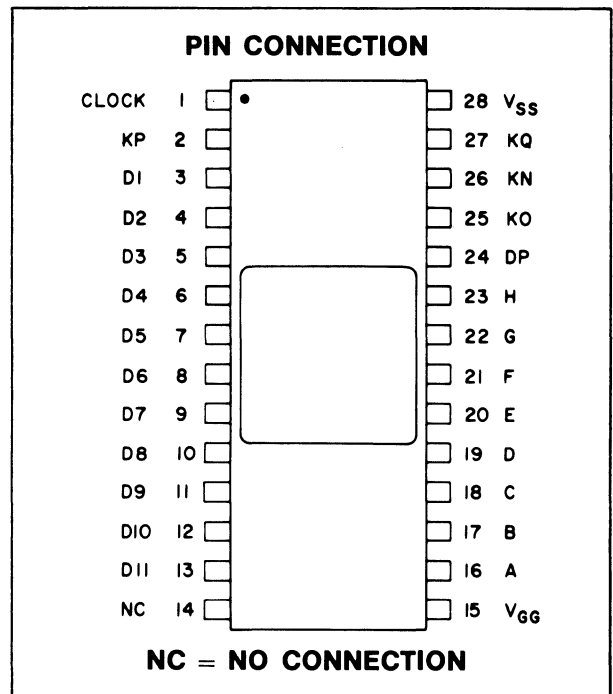 PIN CONNECTION
CLOCK 1 28 VSS
KP 2 27 KQ
D1 3 26 KN
D2 4 25 KO
D3 5 24 DP
D4 6 23 H
D5 7 22 G
D6 8 21 F
D7 9 20 E
D8 10 19 D
D9 11 18 C
D10 12 17 B
D11 13 16 A
NC 14 15 VGG
NC = NO CONNECTION